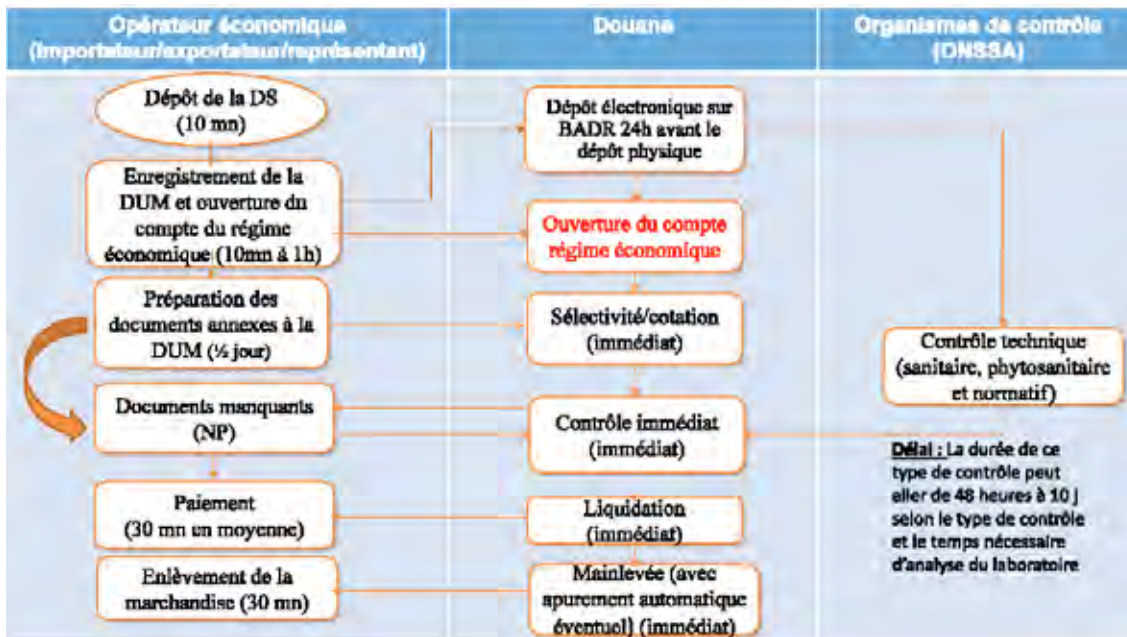 Opérateur économique
(importateur/exportateur/représentant)
Douane
Organismes de contrôle
(ONSSA)
Dépôt de la DS
(10 mn)
Enregistrement de la
DUM et ouverture du
compte du régime
économique (10mn à 1h)
Préparation des
documents annexes à la
DUM (½ jour)
Documents manquants
(NP)
Paiement
(30 mn en moyenne)
Enlèvement de la
marchandise (30 mn)
Dépôt électronique sur
BADR 24h avant le
dépôt physique
Ouverture du compte
régime économique
Sélectivité/cotation
(immédiat)
Contrôle immédiat
(immédiat)
Liquidation
(immédiat)
Mainlevée (avec
apurement automatique
éventuel) (immédiat)
Contrôle technique
(sanitaire, phytosanitaire
et normatif)
Délai : La durée de ce
type de contrôle peut
aller de 48 heures à 10 j
selon le type de contrôle
et le temps nécessaire
d'analyse du laboratoire